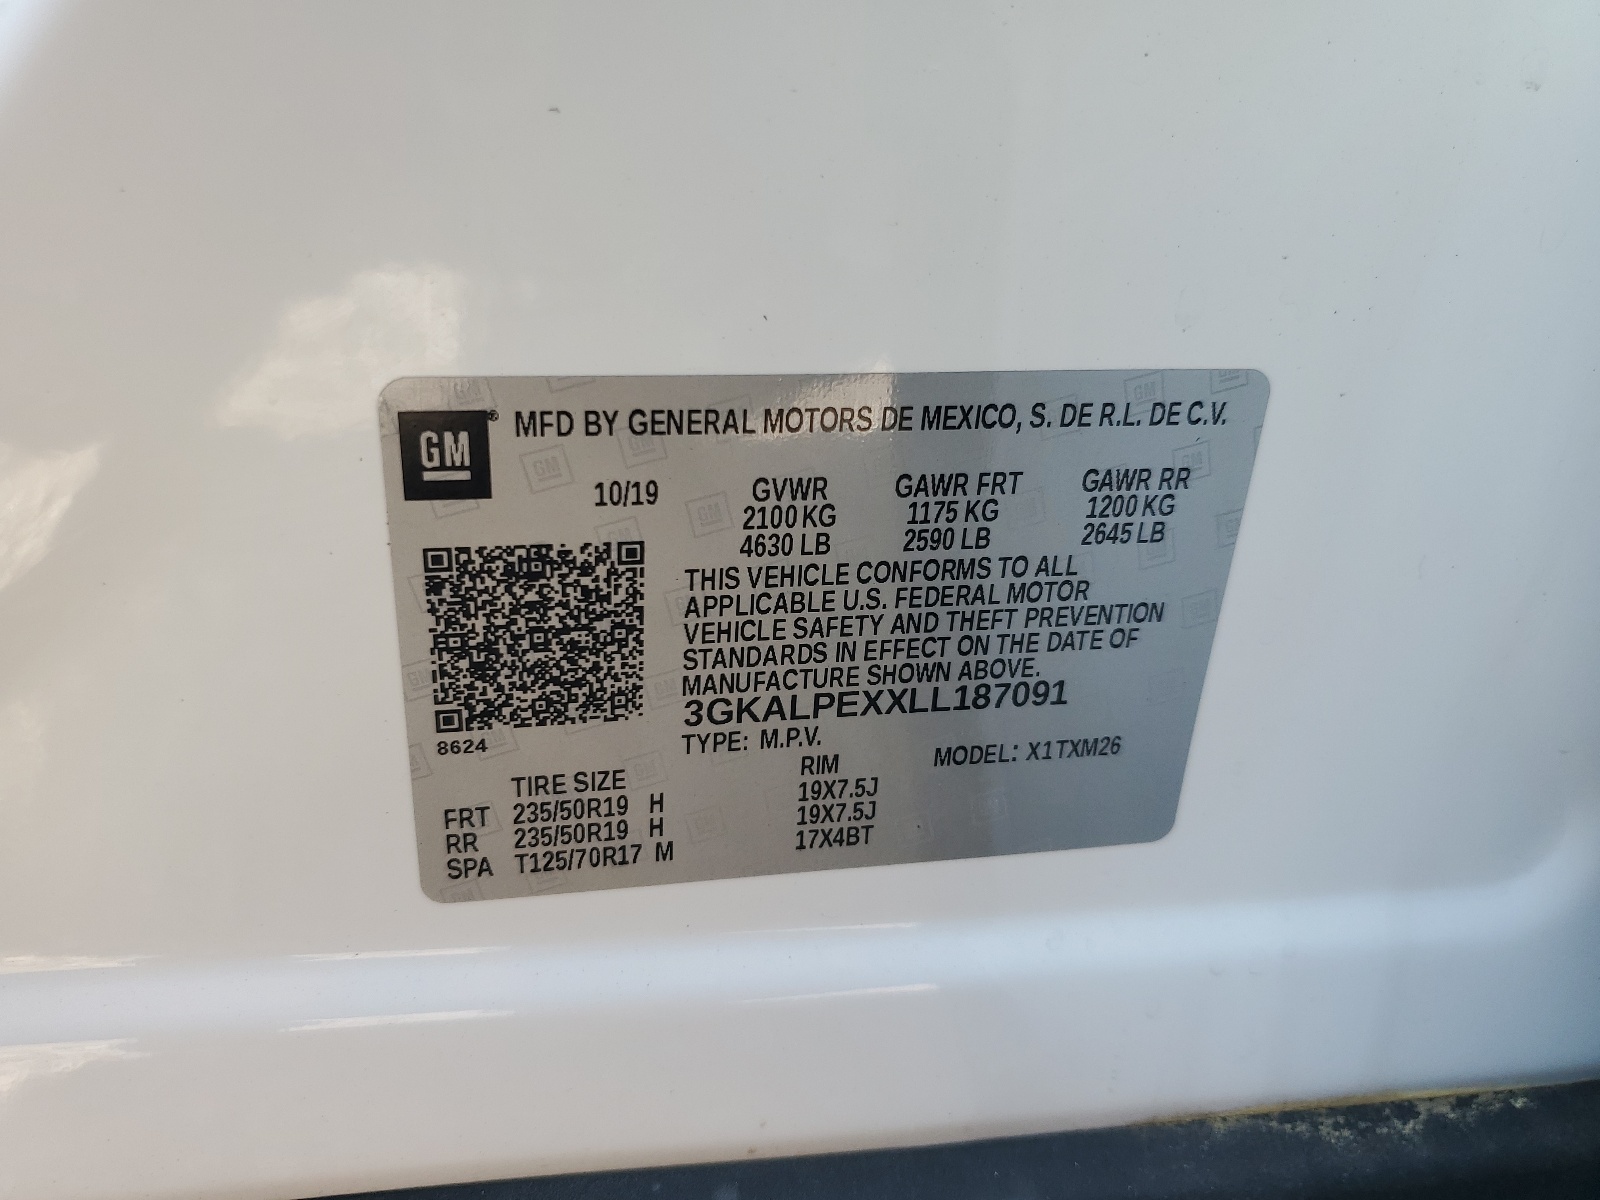 GM® MFD BY GENERAL MOTORS DE MEXICO, S. DE R.L. DE C.V.
10/19 GVWR GAWR FRT GAWR RR
2100 KG 1175 KG 1200 KG
4630 LB 2590 LB 2645 LB
THIS VEHICLE CONFORMS TO ALL
APPLICABLE U.S. FEDERAL MOTOR
VEHICLE SAFETY AND THEFT PREVENTION
STANDARDS IN EFFECT ON THE DATE OF
MANUFACTURE SHOWN ABOVE.
3GKALPEXXLL187091
8624 TYPE: M.P.V. MODEL: X1TXM26
TIRE SIZE RIM
FRT 235/50R19 H 19X7.5J
RR 235/50R19 H 19X7.5J
SPA T125/70R17 M 17X4BT